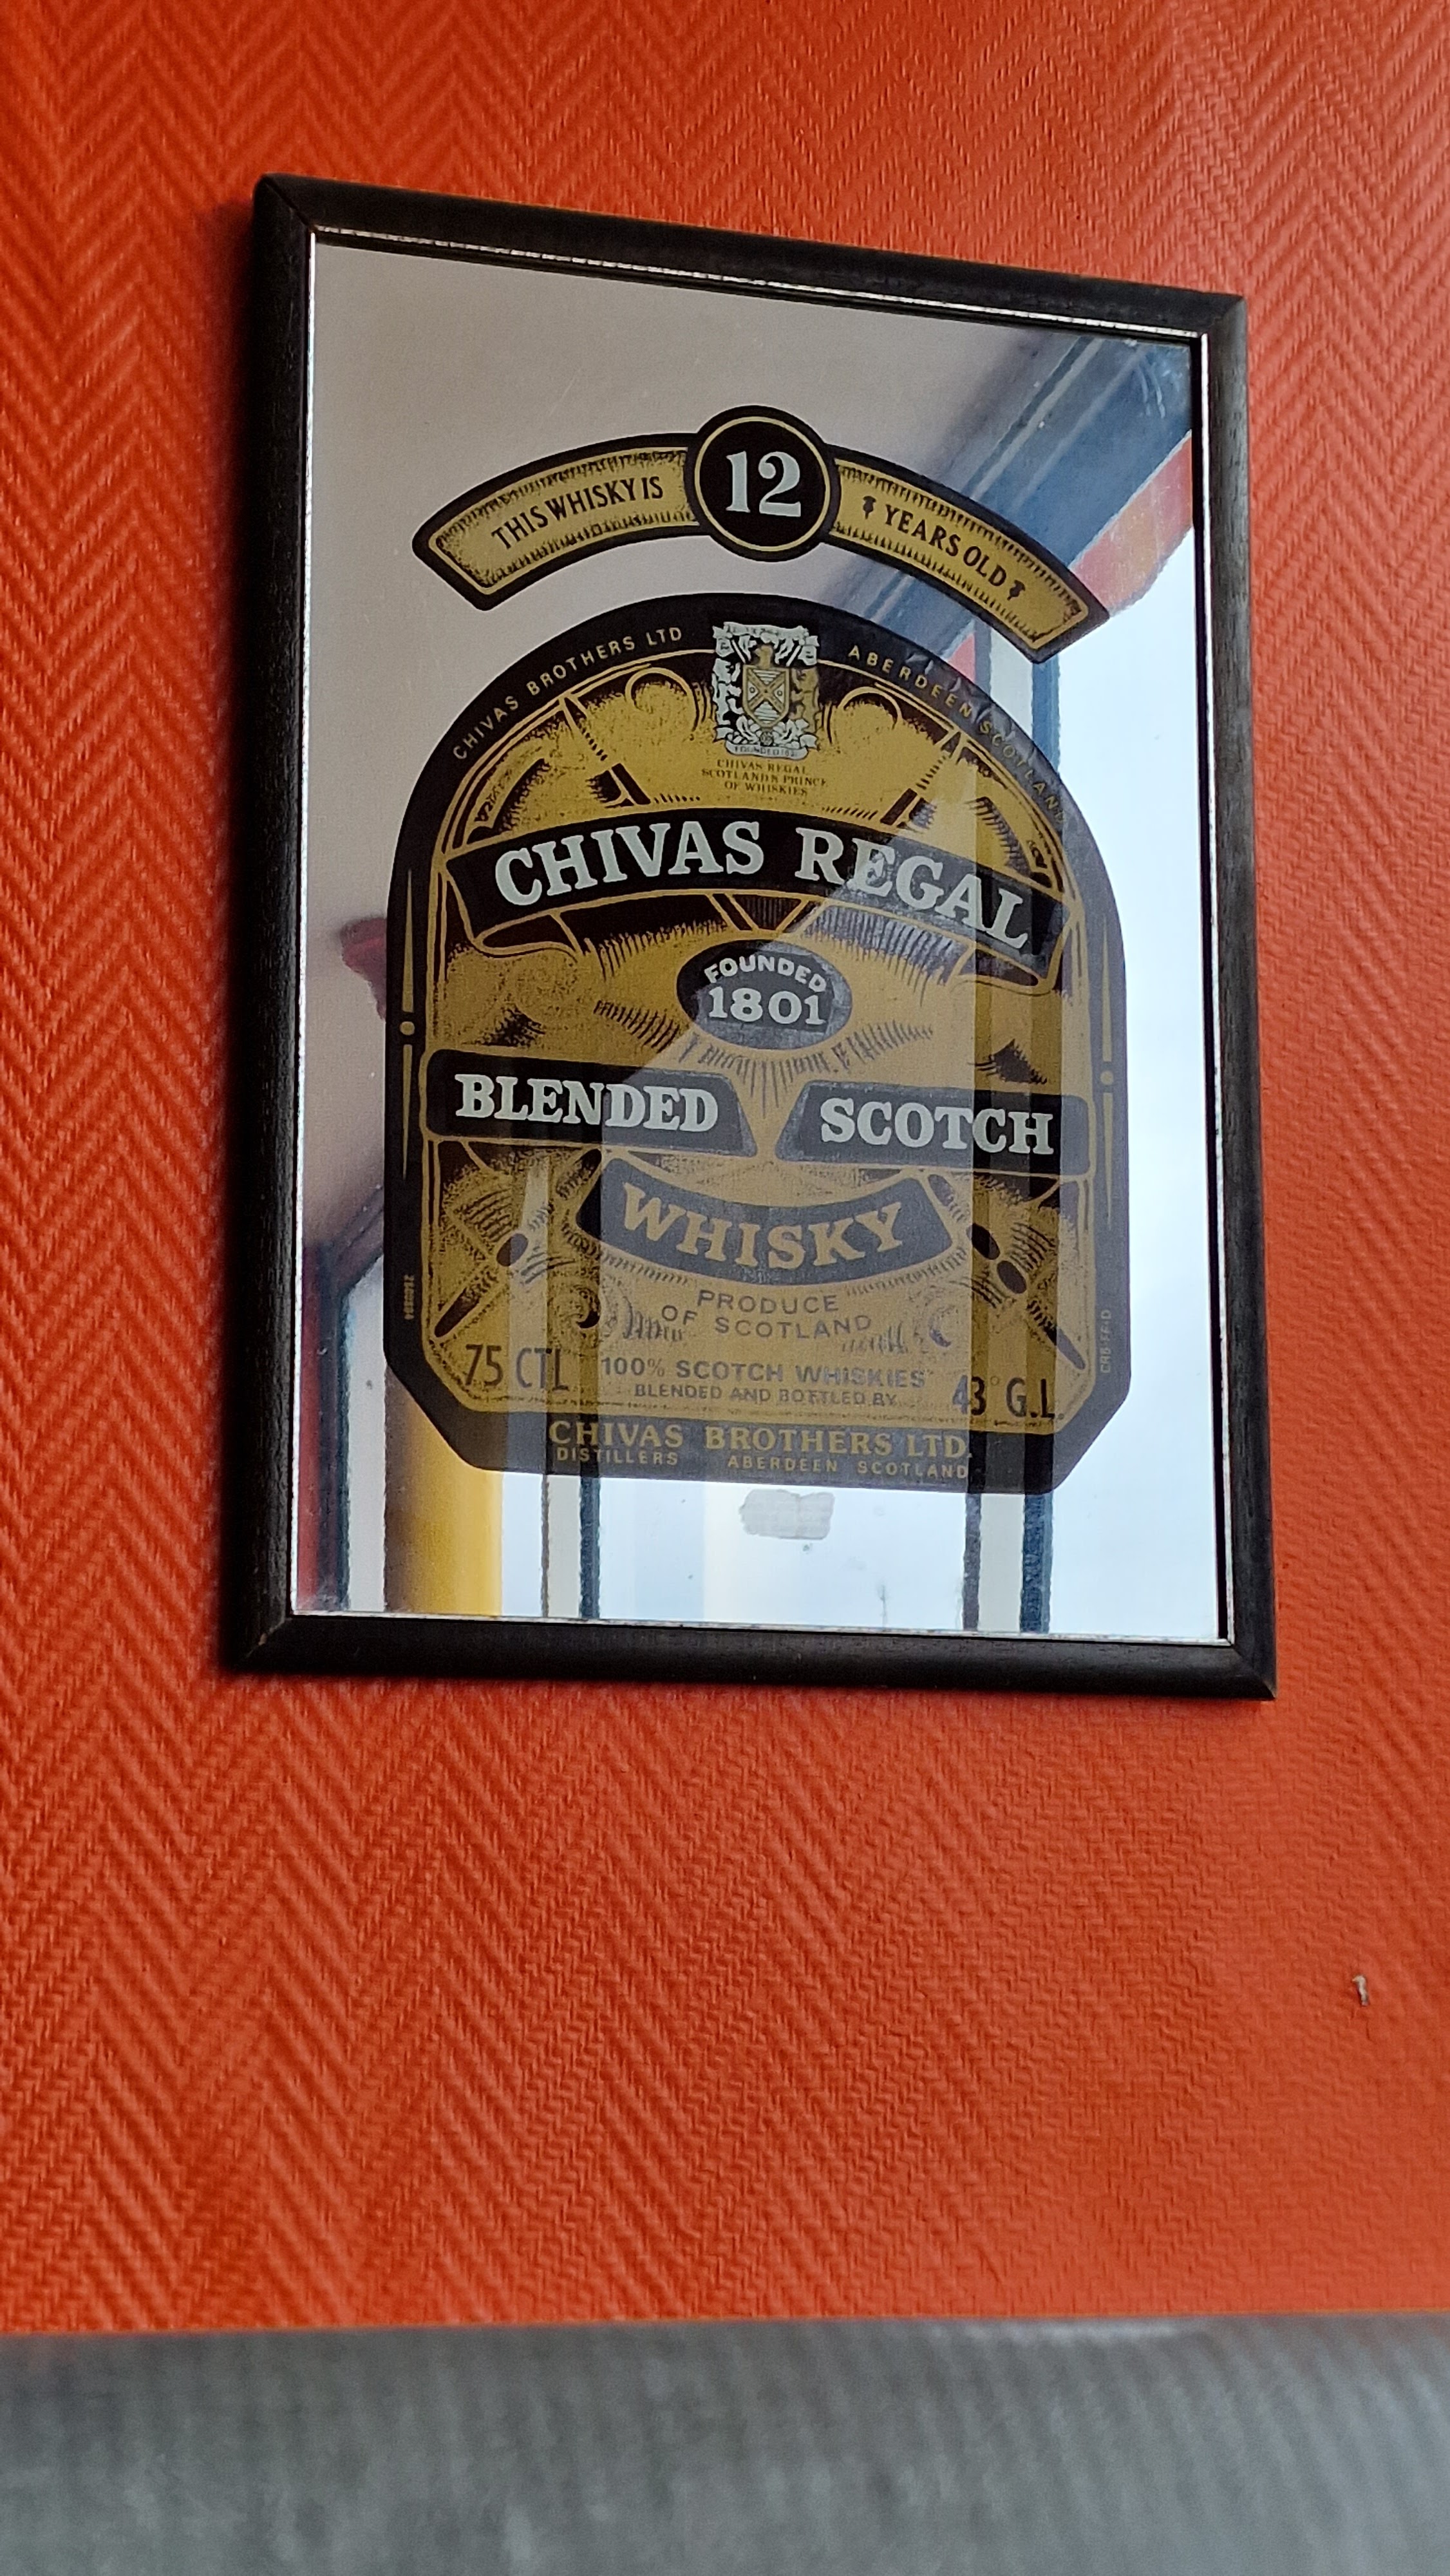 THIS WHISKY IS 12 YEARS OLD
CHIVAS BROTHERS LTD ABERDEEN SCOTLAND
CHIVAS REGAL
SCOTLAND'S PRINCE
OF WHISKIES
CHIVAS REGAL
FOUNDED
1801
BLENDED SCOTCH
WHISKY
PRODUCE
OF SCOTLAND
75 CTL 100% SCOTCH WHISKIES 43° G.L.
BLENDED AND BOTTLED BY
CHIVAS BROTHERS LTD.
DISTILLERS ABERDEEN SCOTLAND